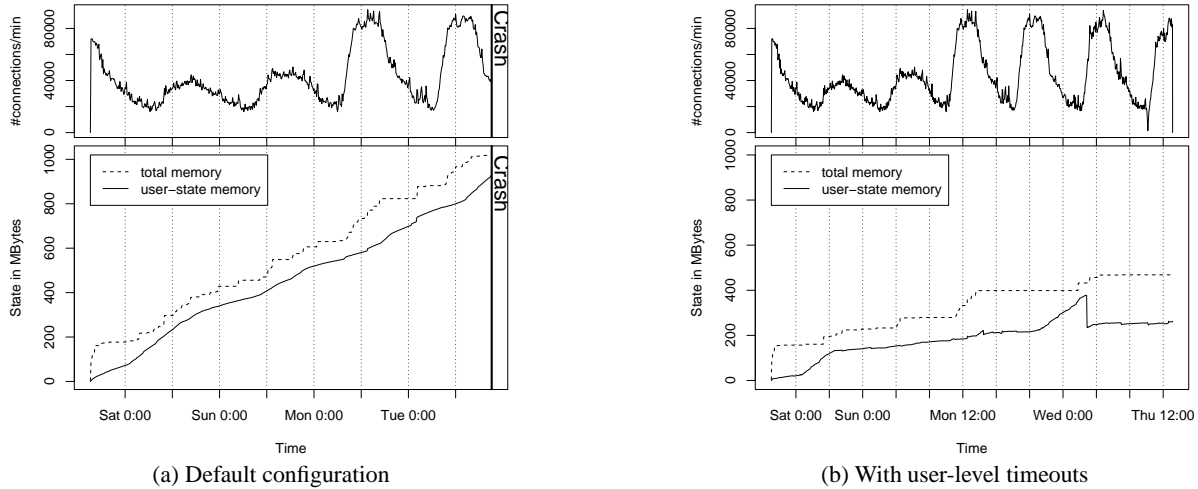 #connections/min
0
40000
80000
Crash
State in MBytes
0
200
400
600
800
1000
total memory
user−state memory
Crash
Sat 0:00
Sun 0:00
Mon 0:00
Tue 0:00
Time
(a) Default configuration
#connections/min
0
40000
80000
State in MBytes
0
200
400
600
800
1000
total memory
user−state memory
Sat 0:00
Sun 0:00
Mon 12:00
Wed 0:00
Thu 12:00
Time
(b) With user-level timeouts